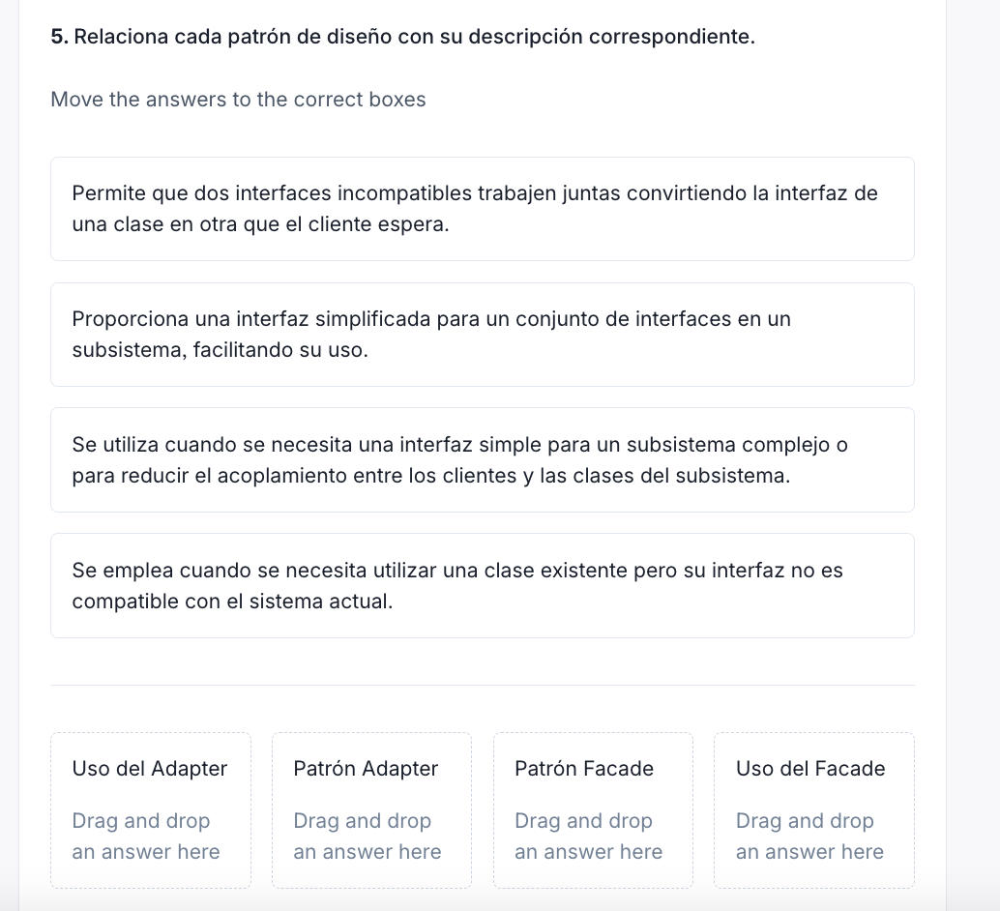 5. Relaciona cada patrón de diseño con su descripción correspondiente.
Move the answers to the correct boxes
Permite que dos interfaces incompatibles trabajen juntas convirtiendo la interfaz de
una clase en otra que el cliente espera.
Proporciona una interfaz simplificada para un conjunto de interfaces en un
subsistema, facilitando su uso.
Se utiliza cuando se necesita una interfaz simple para un subsistema complejo o
para reducir el acoplamiento entre los clientes y las clases del subsistema.
Se emplea cuando se necesita utilizar una clase existente pero su interfaz no es
compatible con el sistema actual.
Uso del Adapter
Drag and drop
an answer here
Patrón Adapter
Drag and drop
an answer here
Patrón Facade
Drag and drop
an answer here
Uso del Facade
Drag and drop
an answer here